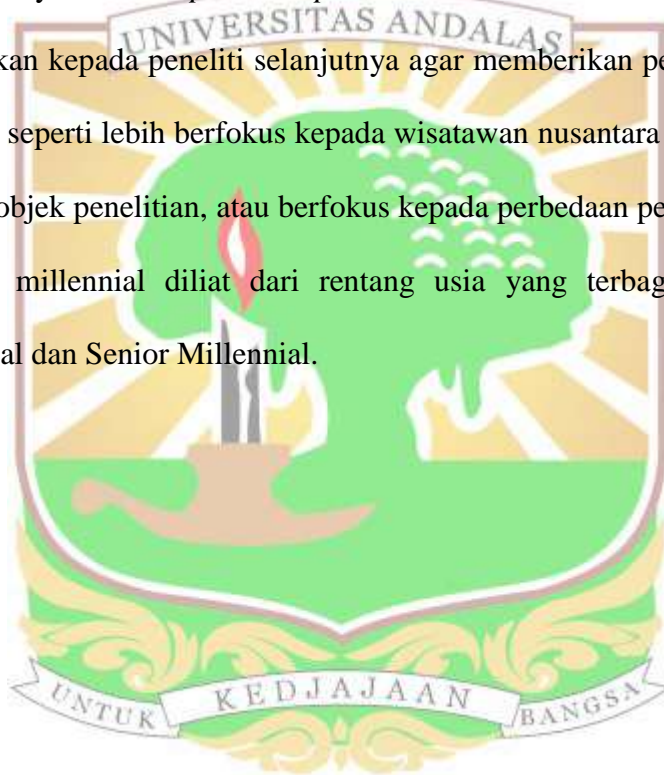 UNIVERSITAS ANDALAS
kan kepada peneliti selanjutnya agar memberikan pe
seperti lebih berfokus kepada wisatawan nusantara
objek penelitian, atau berfokus kepada perbedaan pe
millennial diliat dari rentang usia yang terbag
al dan Senior Millennial.
UNTUK KEDJAJAAN BANGSA